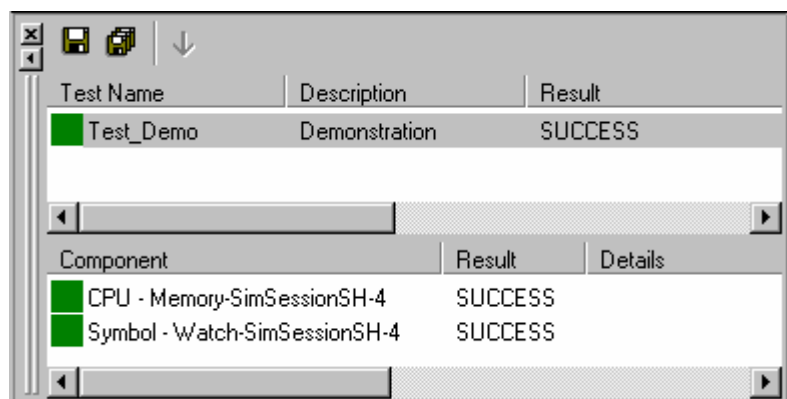 Test Name Description Result
Test_Demo Demonstration SUCCESS
Component Result Details
CPU - Memory-SimSessionSH-4 SUCCESS
Symbol - Watch-SimSessionSH-4 SUCCESS